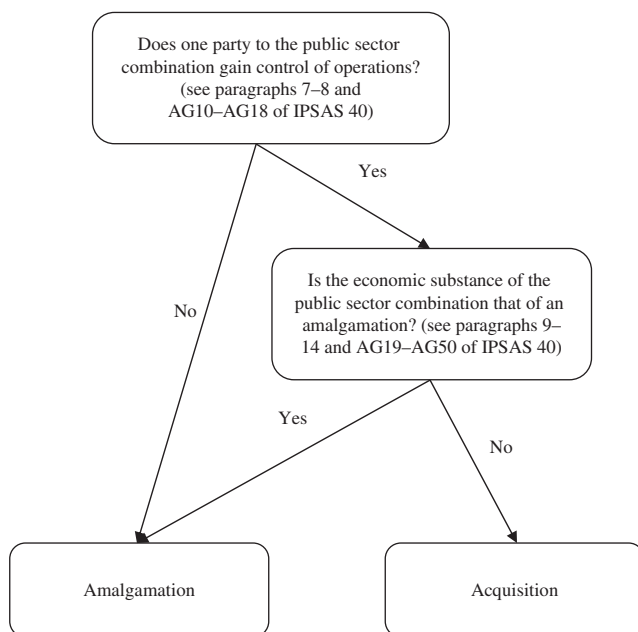 Does one party to the public sector
combination gain control of operations?
(see paragraphs 7–8 and
AG10–AG18 of IPSAS 40)
Yes
Is the economic substance of the
public sector combination that of an
amalgamation? (see paragraphs 9–
14 and AG19–AG50 of IPSAS 40)
No
Yes
No
Amalgamation
Acquisition